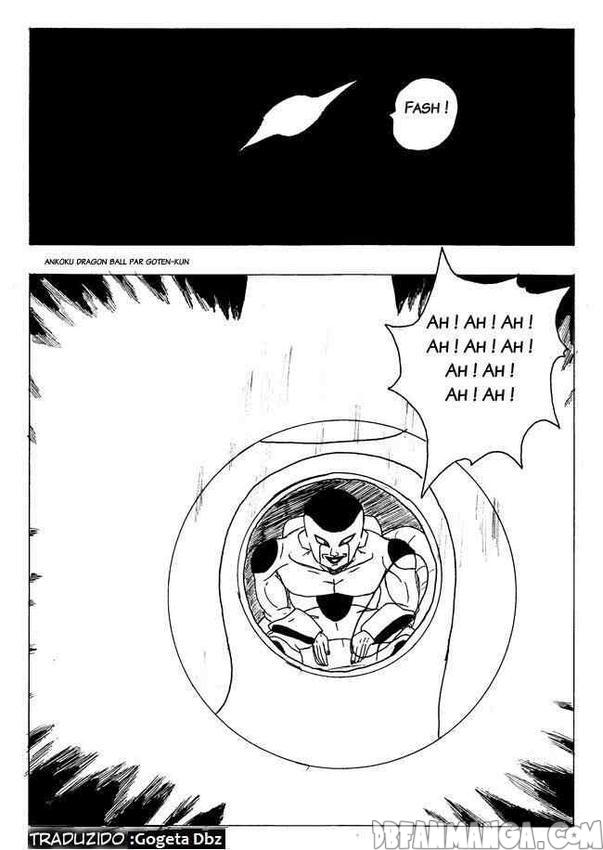 FASH !
ANKOKU DRAGON BALL PAR GOTEN-KUN
AH ! AH ! AH !
AH ! AH ! AH !
AH ! AH !
AH ! AH !
TRADUZIDO :Gogeta Dbz
DBFANMANGA.COM